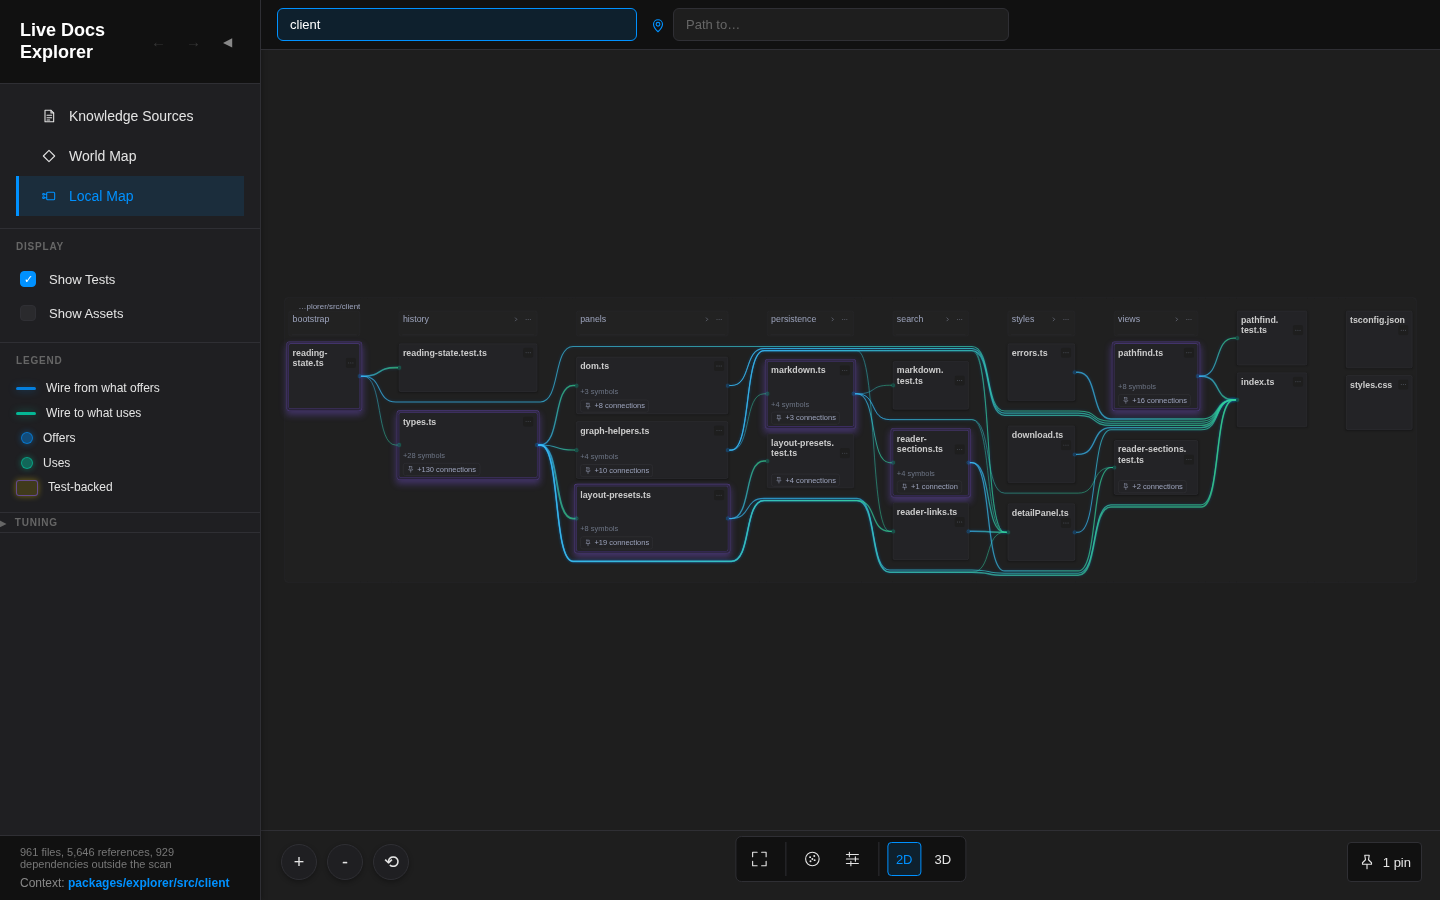 Live Docs
Explorer
client
Path to…
Knowledge Sources
World Map
Local Map
DISPLAY
Show Tests
Show Assets
LEGEND
Wire from what offers
Wire to what uses
Offers
Uses
Test-backed
TUNING
961 files, 5,646 references, 929
dependencies outside the scan
Context: packages/explorer/src/client
…plorer/src/client
bootstrap
history
panels
persistence
search
styles
views
reading-
state.ts
reading-state.test.ts
types.ts
+28 symbols
+130 connections
dom.ts
+3 symbols
+8 connections
graph-helpers.ts
+4 symbols
+10 connections
layout-presets.ts
+8 symbols
+19 connections
markdown.ts
+4 symbols
+3 connections
layout-presets.
test.ts
+4 connections
markdown.
test.ts
reader-
sections.ts
+4 symbols
+1 connection
reader-links.ts
errors.ts
download.ts
detailPanel.ts
pathfind.ts
+8 symbols
+16 connections
reader-sections.
test.ts
+2 connections
pathfind.
test.ts
index.ts
tsconfig.json
styles.css
+
-
2D
3D
1 pin